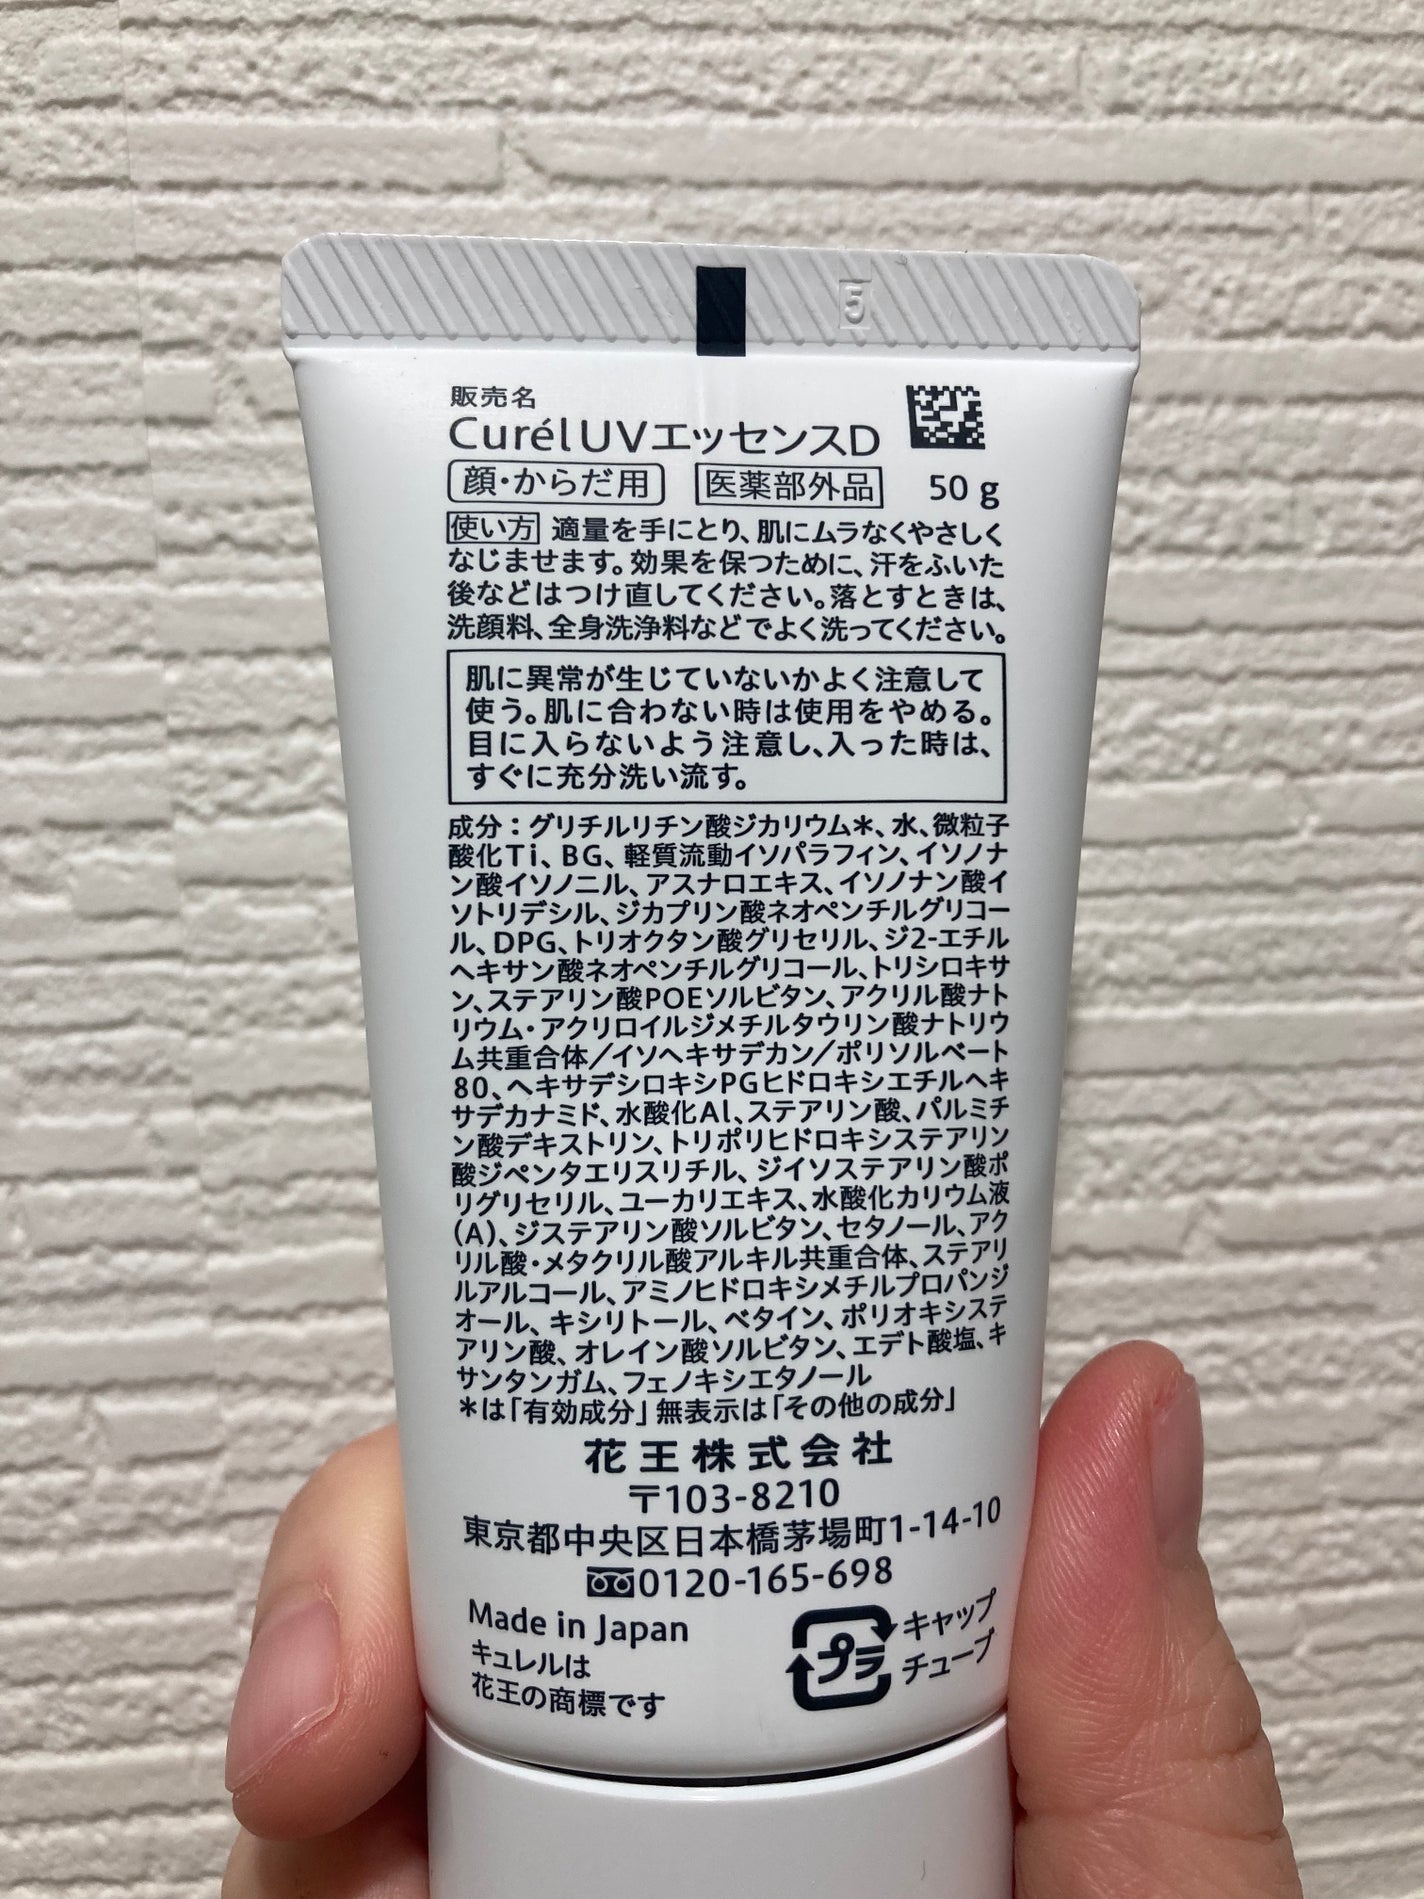 5
販売名
Curél UVエッセンスD
顔・からだ用 医薬部外品 50 g
使い方 適量を手にとり、肌にムラなくやさしく
なじませます。効果を保つために、汗をふいた
後などはつけ直してください。落とすときは、
洗顔料、全身洗浄料などでよく洗ってください。
肌に異常が生じていないかよく注意して
使う。肌に合わない時は使用をやめる。
目に入らないよう注意し、入った時は、
すぐに充分洗い流す。
成分：グリチルリチン酸ジカリウム＊、水、微粒子
酸化Ti、BG、軽質流動イソパラフィン、イソノナ
ン酸イソノニル、アスナロエキス、イソノナン酸イ
ソトリデシル、ジカプリン酸ネオペンチルグリコー
ル、DPG、トリオクタン酸グリセリル、ジ2-エチル
ヘキサン酸ネオペンチルグリコール、トリシロキサ
ン、ステアリン酸POEソルビタン、アクリル酸ナト
リウム・アクリロイルジメチルタウリン酸ナトリウ
ム共重合体／イソヘキサデカン／ポリソルベート
80、ヘキサデシロキシPGヒドロキシエチルヘキ
サデカナミド、水酸化Al、ステアリン酸、パルミチ
ン酸デキストリン、トリポリヒドロキシステアリン
酸ジペンタエリスリチル、ジイソステアリン酸ポ
リグリセリル、ユーカリエキス、水酸化カリウム液
(A)、ジステアリン酸ソルビタン、セタノール、アク
リル酸・メタクリル酸アルキル共重合体、ステアリ
ルアルコール、アミノヒドロキシメチルプロパンジ
オール、キシリトール、ベタイン、ポリオキシステ
アリン酸、オレイン酸ソルビタン、エデト酸塩、キ
サンタンガム、フェノキシエタノール
＊は「有効成分」無表示は「その他の成分」
花王株式会社
〒103-8210
東京都中央区日本橋茅場町1-14-10
0120-165-698
Made in Japan
キュレルは
花王の商標です
プラ
キャップ
チューブ